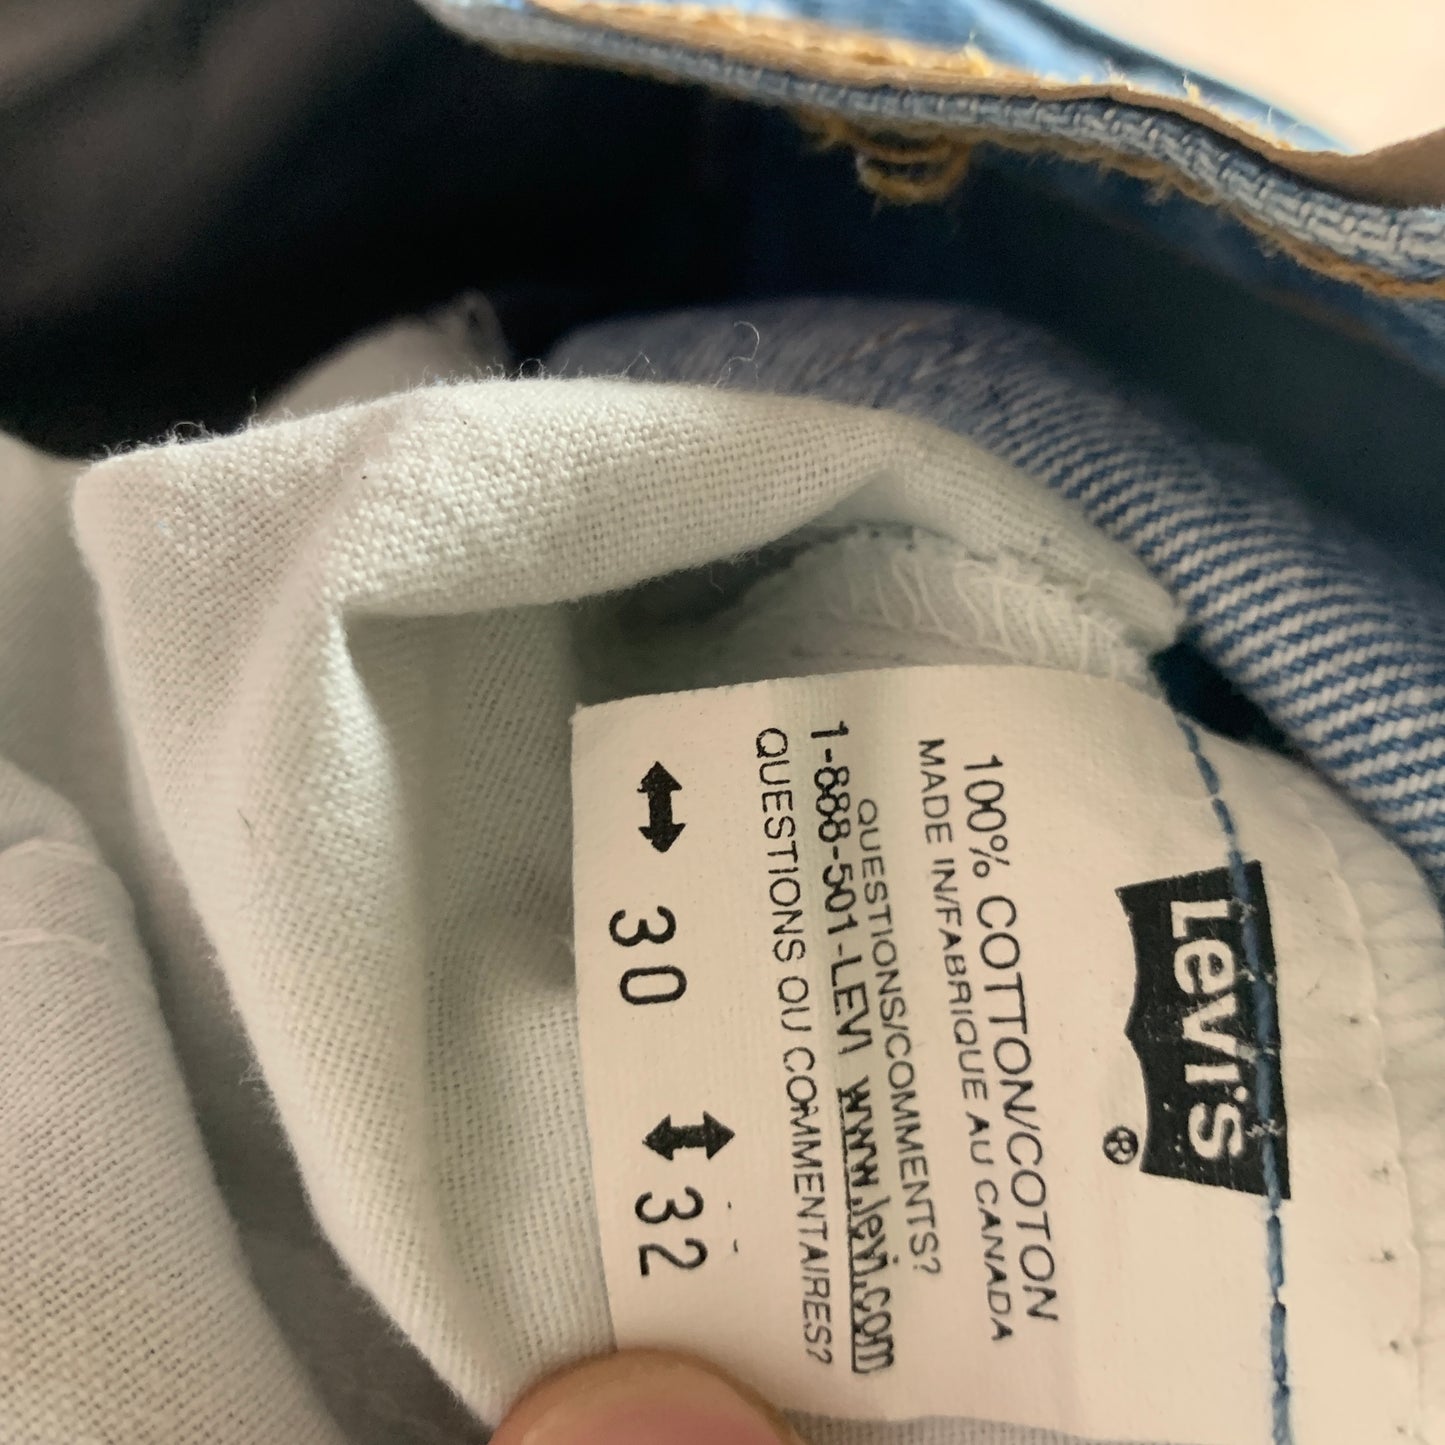 Levi's®
100% COTTON/COTON
MADE IN/FABRIQUE AU CANADA
QUESTIONS/COMMENTS?
1-888-501-LEVI www.levi.com
QUESTIONS OU COMMENTAIRES?
↔ 30 ↕ 32